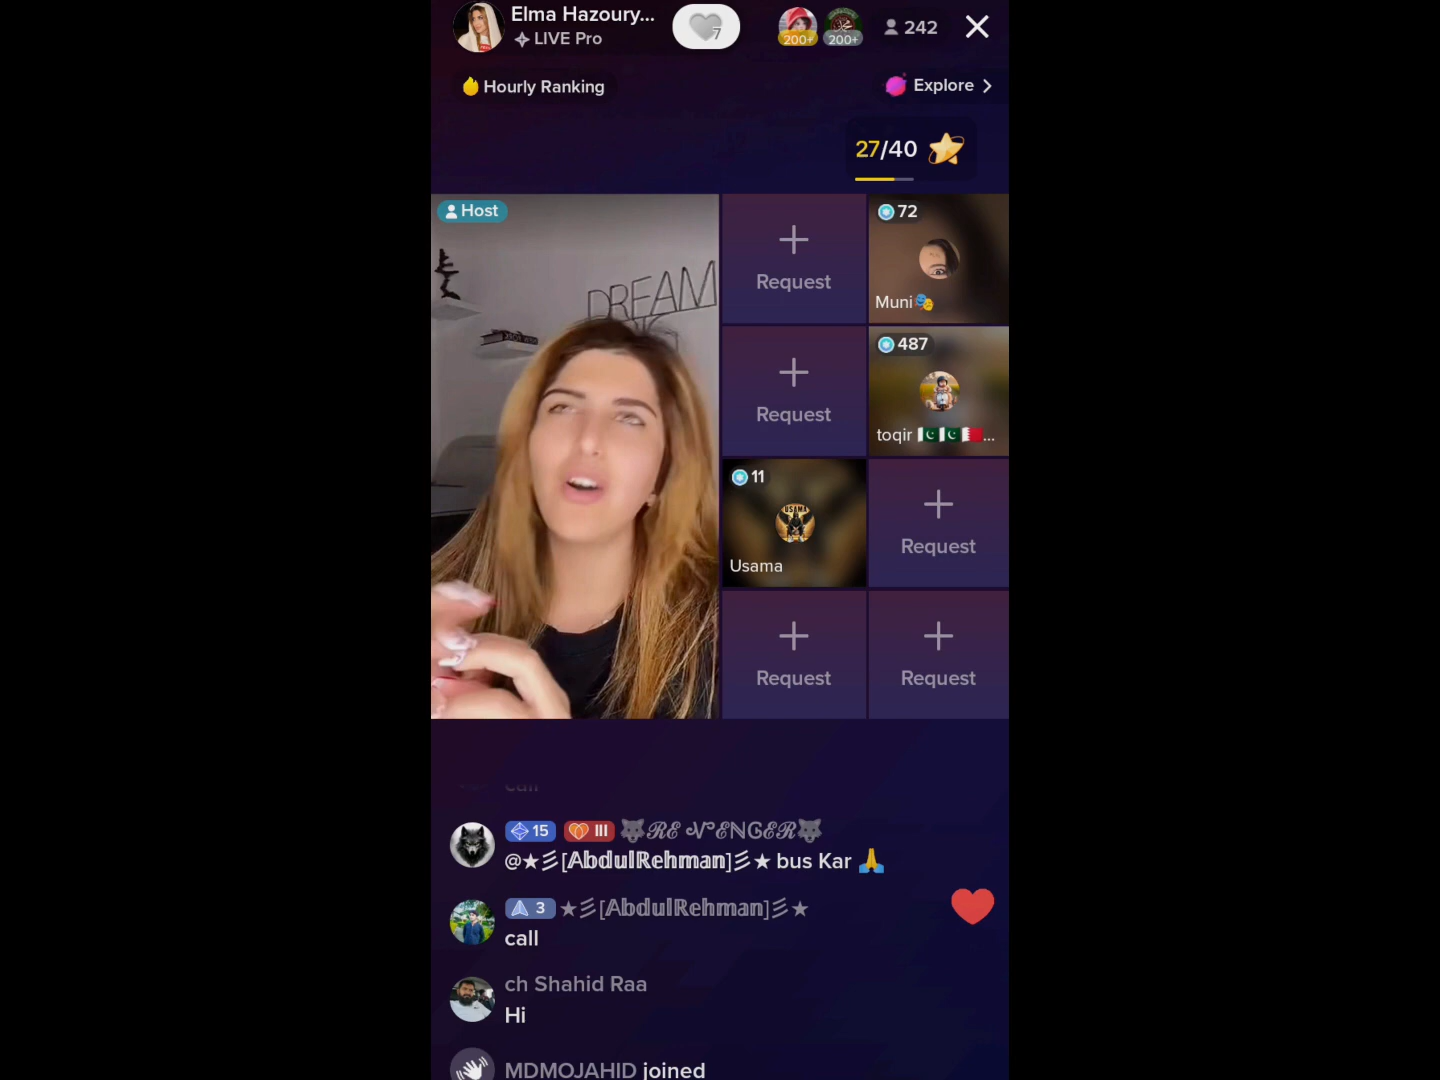 Elma Hazoury...
LIVE Pro
7
200+
200+
242
Hourly Ranking
Explore
27/40
Host
DREAM
Request
72
Muni
Request
487
toqir 🇵🇰🇵🇰🇧🇭...
11
USAMA
Usama
Request
Request
Request
15 III 🐺ℛℰ 𝒱ℰNGℰℛ🐺
@★彡[𝔸𝕓𝕕𝕦𝕝ℝ𝕖𝕙𝕞𝕒𝕟]彡★ bus Kar 🙏
3 ★彡[𝔸𝕓𝕕𝕦𝕝ℝ𝕖𝕙𝕞𝕒𝕟]彡★
call
ch Shahid Raa
Hi
MDMOJAHID joined